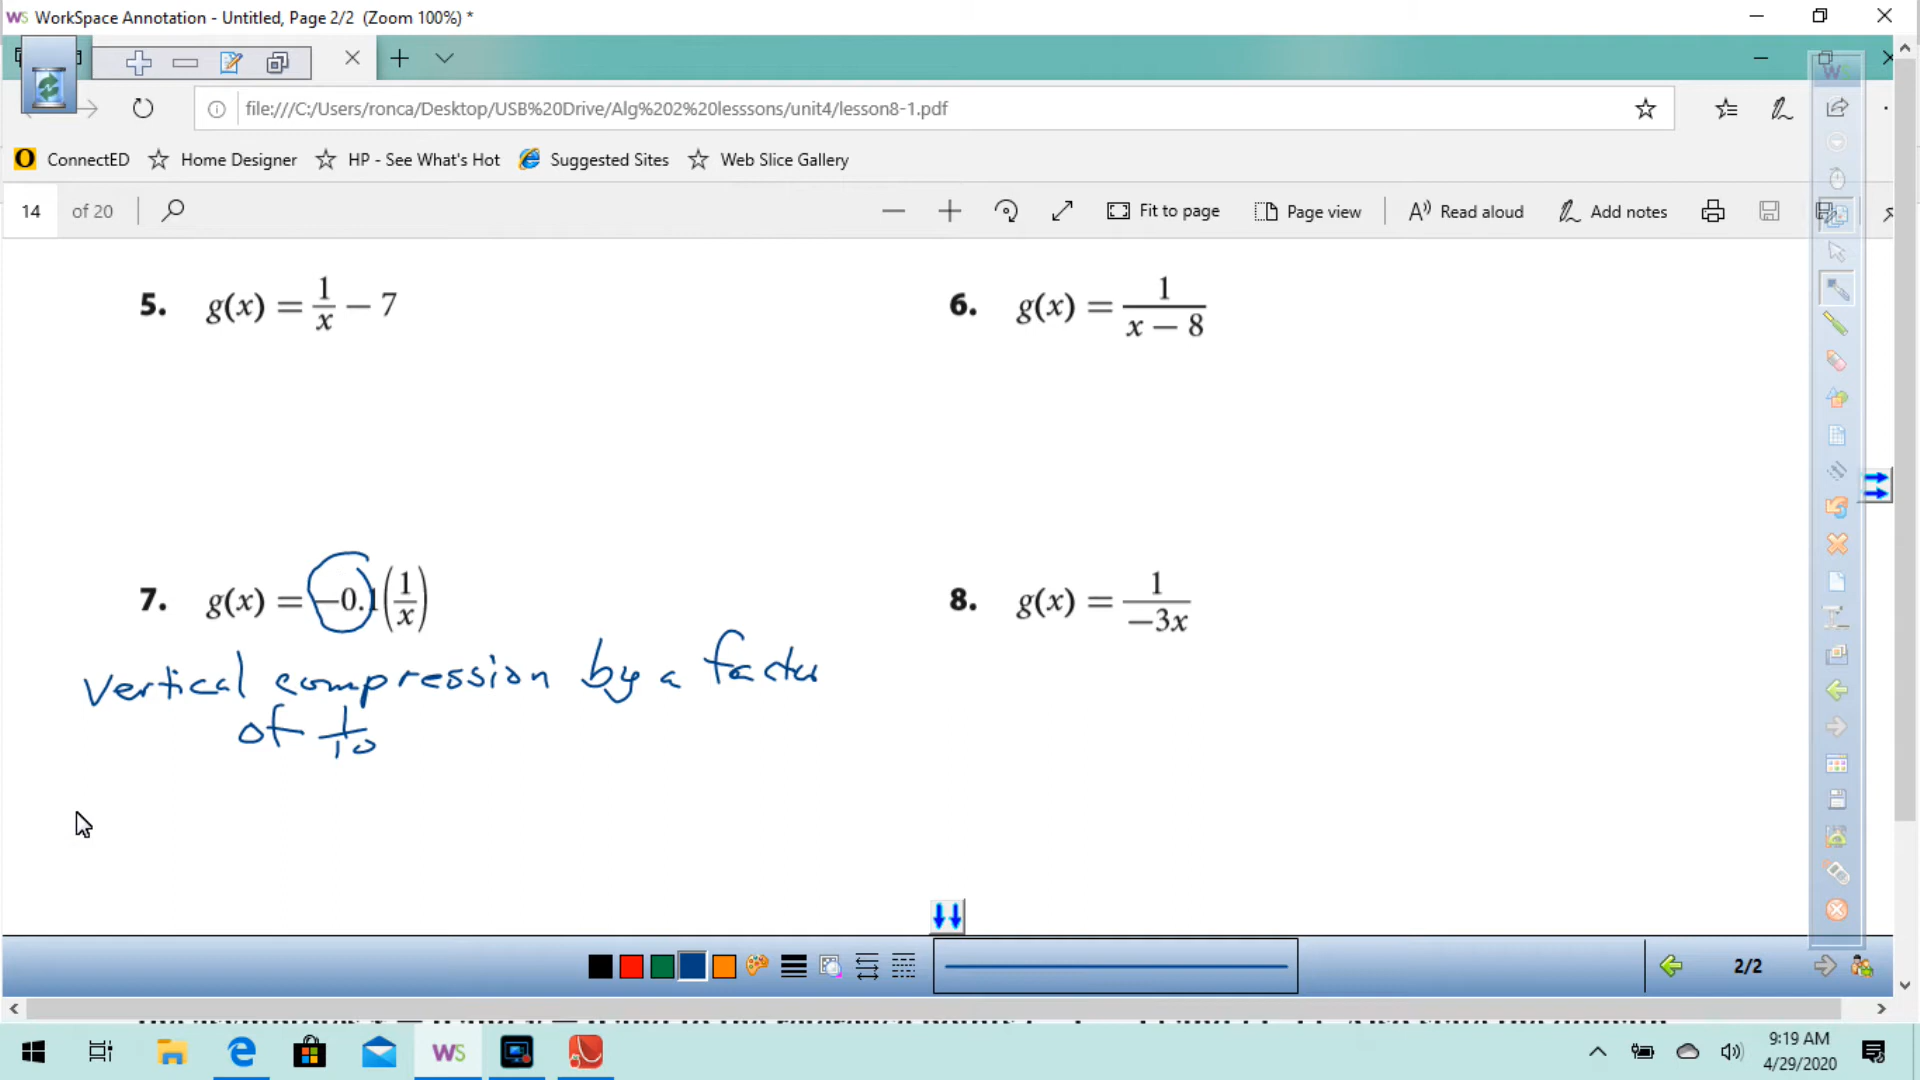 WS WorkSpace Annotation - Untitled, Page 2/2 (Zoom 100%) *
file:///C:/Users/ronca/Desktop/USB%20Drive/Alg%202%20lesssons/unit4/lesson8-1.pdf
ConnectED Home Designer HP - See What's Hot Suggested Sites Web Slice Gallery
14 of 20 Fit to page Page view Read aloud Add notes
5. g(x) = 1/x − 7
6. g(x) = 1/(x − 8)
7. g(x) = −0.1(1/x)
8. g(x) = 1/(−3x)
vertical compression by a factor
of 1/10
2/2
WS
9:19 AM
4/29/2020